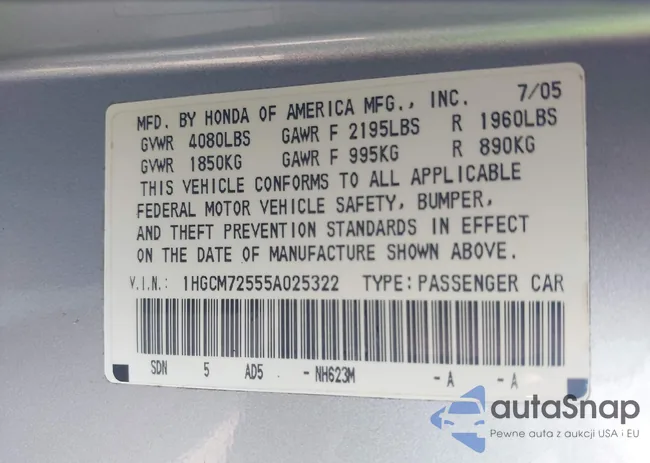 MFD. BY HONDA OF AMERICA MFG., INC. 7/05
GVWR 4080LBS GAWR F 2195LBS R 1960LBS
GVWR 1850KG GAWR F 995KG R 890KG
THIS VEHICLE CONFORMS TO ALL APPLICABLE
FEDERAL MOTOR VEHICLE SAFETY, BUMPER,
AND THEFT PREVENTION STANDARDS IN EFFECT
ON THE DATE OF MANUFACTURE SHOWN ABOVE.
V.I.N.: 1HGCM72555A025322 TYPE: PASSENGER CAR
SDN 5 AD5 - NH623M - A - A
autaSnap
Pewne auta z aukcji USA i EU